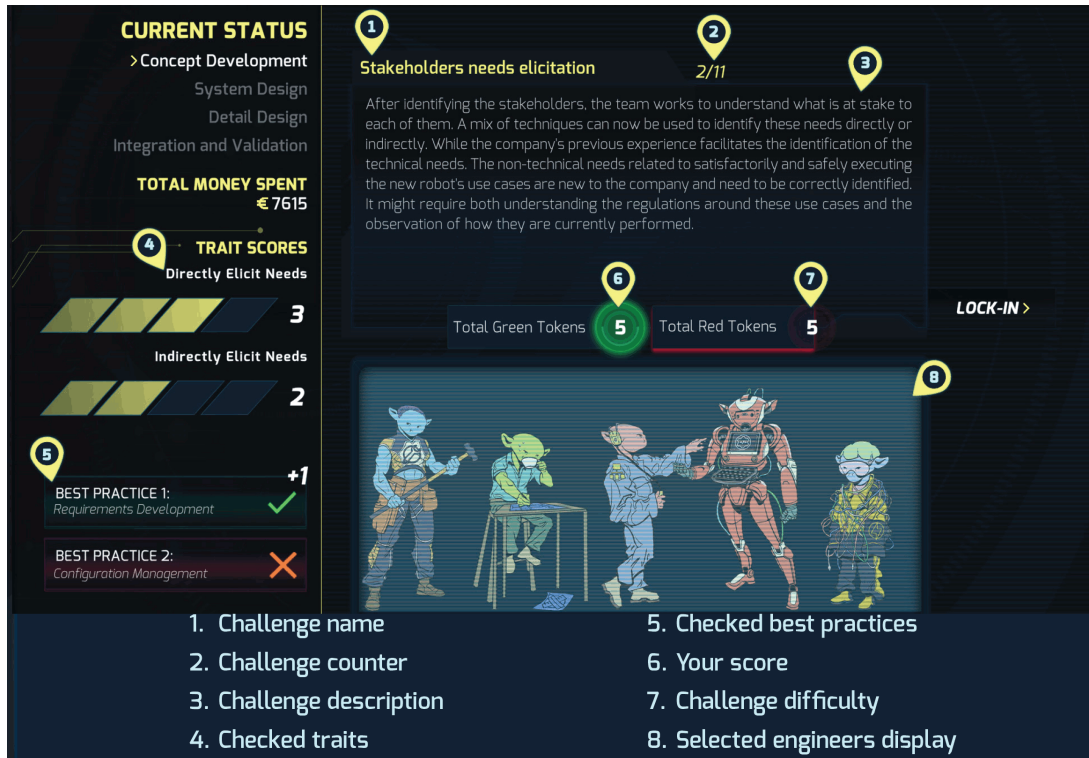 CURRENT STATUS
>Concept Development
System Design
Detail Design
Integration and Validation
TOTAL MONEY SPENT
€ 7615
4
TRAIT SCORES
Directly Elicit Needs
3
Indirectly Elicit Needs
2
5
+1
BEST PRACTICE 1:
Requirements Development
BEST PRACTICE 2:
Configuration Management
1
2
Stakeholders needs elicitation
2/11
3
After identifying the stakeholders, the team works to understand what is at stake to
each of them. A mix of techniques can now be used to identify these needs directly or
indirectly. While the company's previous experience facilitates the identification of the
technical needs. The non-technical needs related to satisfactorily and safely executing
the new robot's use cases are new to the company and need to be correctly identified.
It might require both understanding the regulations around these use cases and the
observation of how they are currently performed.
6
7
Total Green Tokens 5
Total Red Tokens 5
LOCK-IN >
8
1. Challenge name
2. Challenge counter
3. Challenge description
4. Checked traits
5. Checked best practices
6. Your score
7. Challenge difficulty
8. Selected engineers display